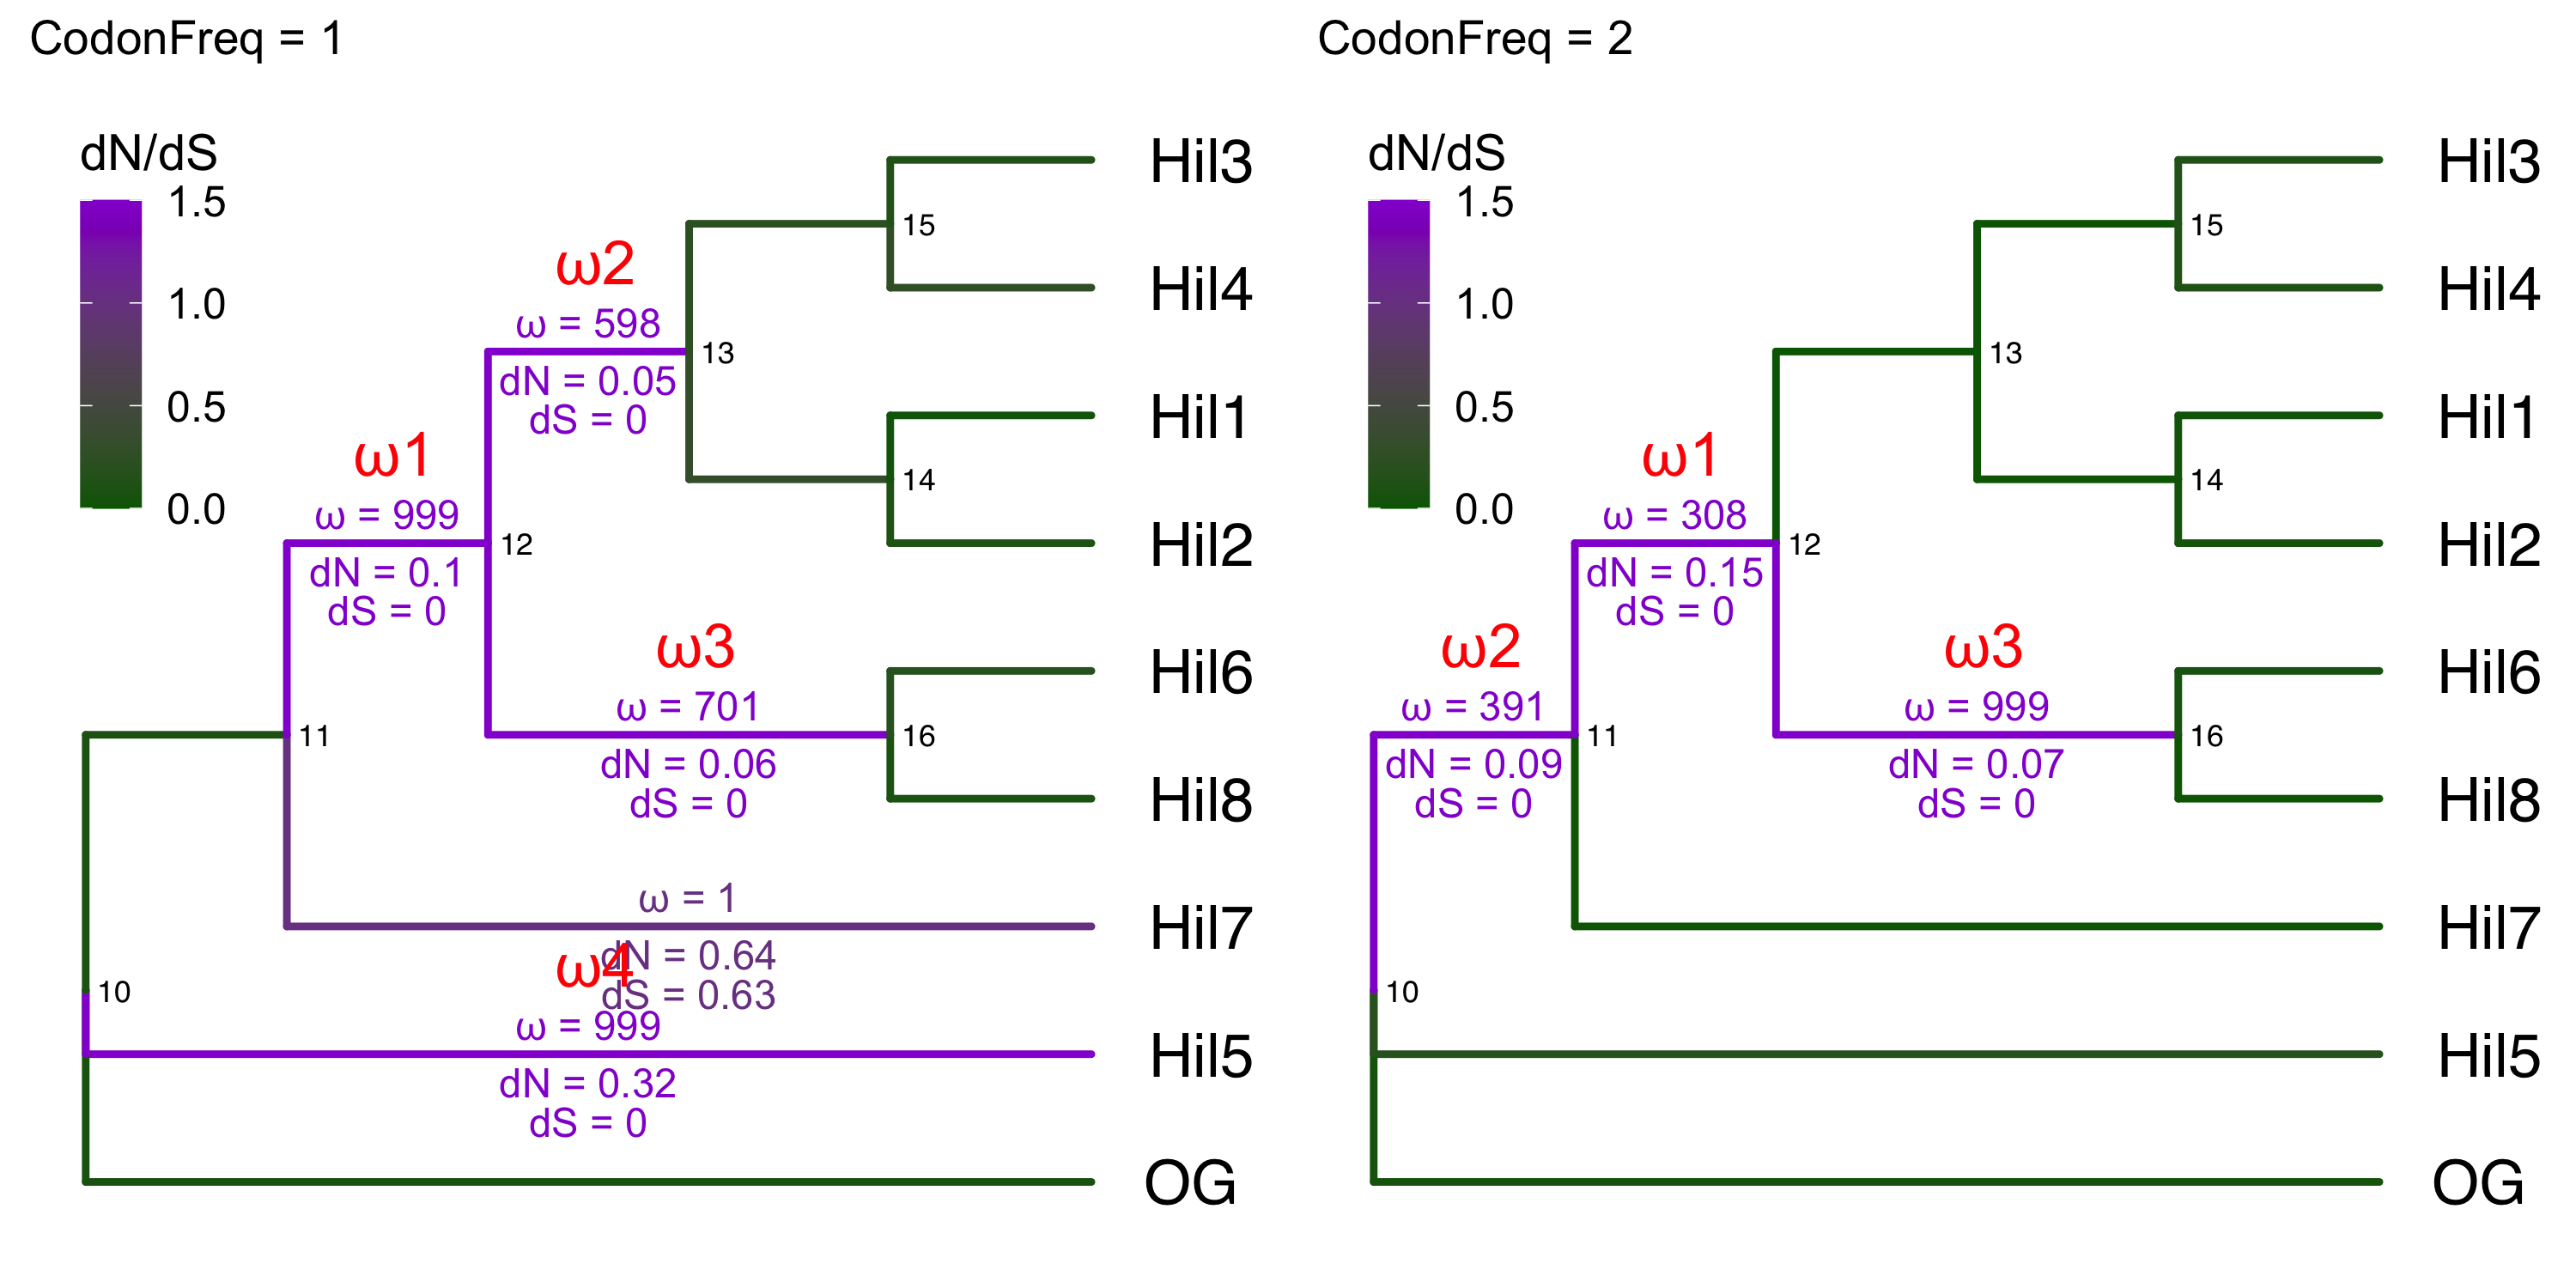 CodonFreq = 1
dN/dS
1.5
1.0
0.5
0.0
Hil3
15
Hil4
ω2
ω = 598
13
dN = 0.05
dS = 0
Hil1
14
Hil2
ω1
ω = 999
12
dN = 0.1
dS = 0
Hil6
ω3
ω = 701
16
dN = 0.06
dS = 0
Hil8
11
ω = 1
Hil7
dN = 0.64
dS = 0.63
ω4
10
ω = 999
Hil5
dN = 0.32
dS = 0
OG
CodonFreq = 2
dN/dS
1.5
1.0
0.5
0.0
Hil3
15
Hil4
13
Hil1
14
Hil2
ω1
ω = 308
12
dN = 0.15
dS = 0
Hil6
ω2
ω = 391
11
dN = 0.09
dS = 0
ω3
ω = 999
16
dN = 0.07
dS = 0
Hil8
Hil7
10
Hil5
OG